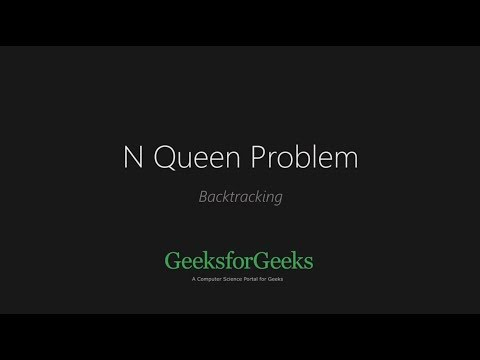 N Queen Problem
Backtracking
GeeksforGeeks
A Computer Science Portal for Geeks